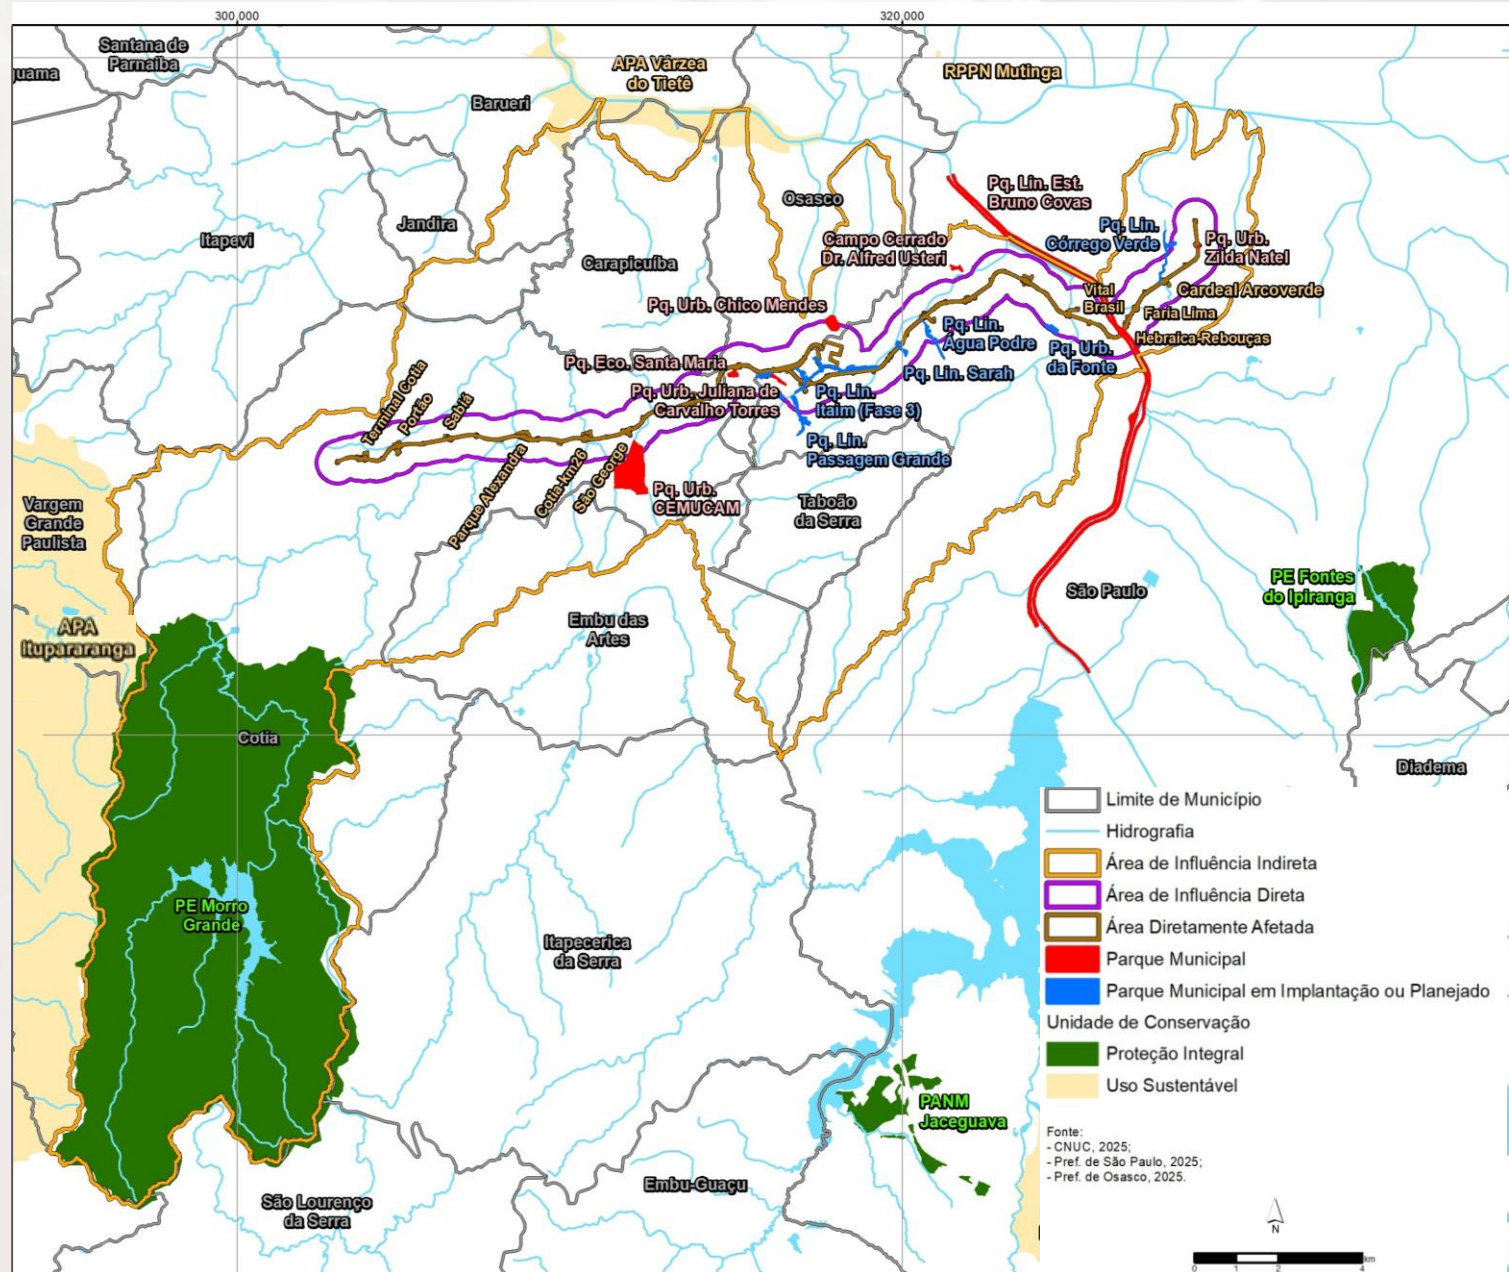 300,000
320,000
Santana de
Parnaíba
uama
Barueri
APA Várzea
do Tietê
RPPN Mutinga
Itapevi
Jandira
Carapicuíba
Osasco
Pq. Lin. Est.
Bruno Covas
Campo Cerrado
Dr. Alfred Usteri
Pq. Lin.
Córrego Verde
Pq. Urb.
Zilda Natel
Pq. Urb. Chico Mendes
Vital
Brasil
Cardeal Arcoverde
Faria Lima
Hebraica-Rebouças
Pq. Lin.
Água Podre
Pq. Urb.
da Fonte
Pq. Eco. Santa Maria
Pq. Lin. Sarah
Pq. Urb. Juliana de
Carvalho Torres
Pq. Lin.
Itaim (Fase 3)
Pq. Lin.
Passagem Grande
Terminal Cotia
Portão
Sabiá
Parque Alexandra
Cotia-km26
São George
Pq. Urb.
CEMUCAM
Taboão
da Serra
Vargem
Grande
Paulista
APA
Itupararanga
Embu das
Artes
São Paulo
PE Fontes
do Ipiranga
Cotia
Diadema
PE Morro
Grande
Itapecerica
da Serra
PANM
Jaceguava
Embu-Guaçu
São Lourenço
da Serra
Limite de Município
Hidrografia
Área de Influência Indireta
Área de Influência Direta
Área Diretamente Afetada
Parque Municipal
Parque Municipal em Implantação ou Planejado
Unidade de Conservação
Proteção Integral
Uso Sustentável
Fonte:
- CNUC, 2025;
- Pref. de São Paulo, 2025;
- Pref. de Osasco, 2025.
N
km
0 1 2 4